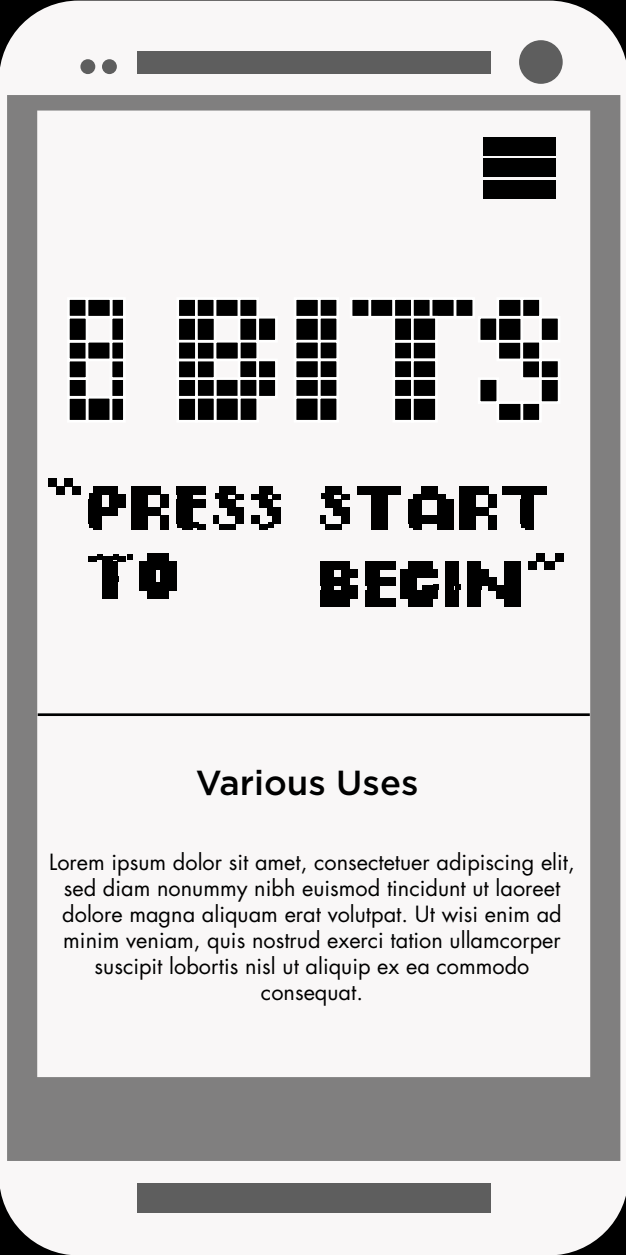 8 BITS
"PRESS START
TO BEGIN"
Various Uses
Lorem ipsum dolor sit amet, consectetuer adipiscing elit,
sed diam nonummy nibh euismod tincidunt ut laoreet
dolore magna aliquam erat volutpat. Ut wisi enim ad
minim veniam, quis nostrud exerci tation ullamcorper
suscipit lobortis nisl ut aliquip ex ea commodo
consequat.